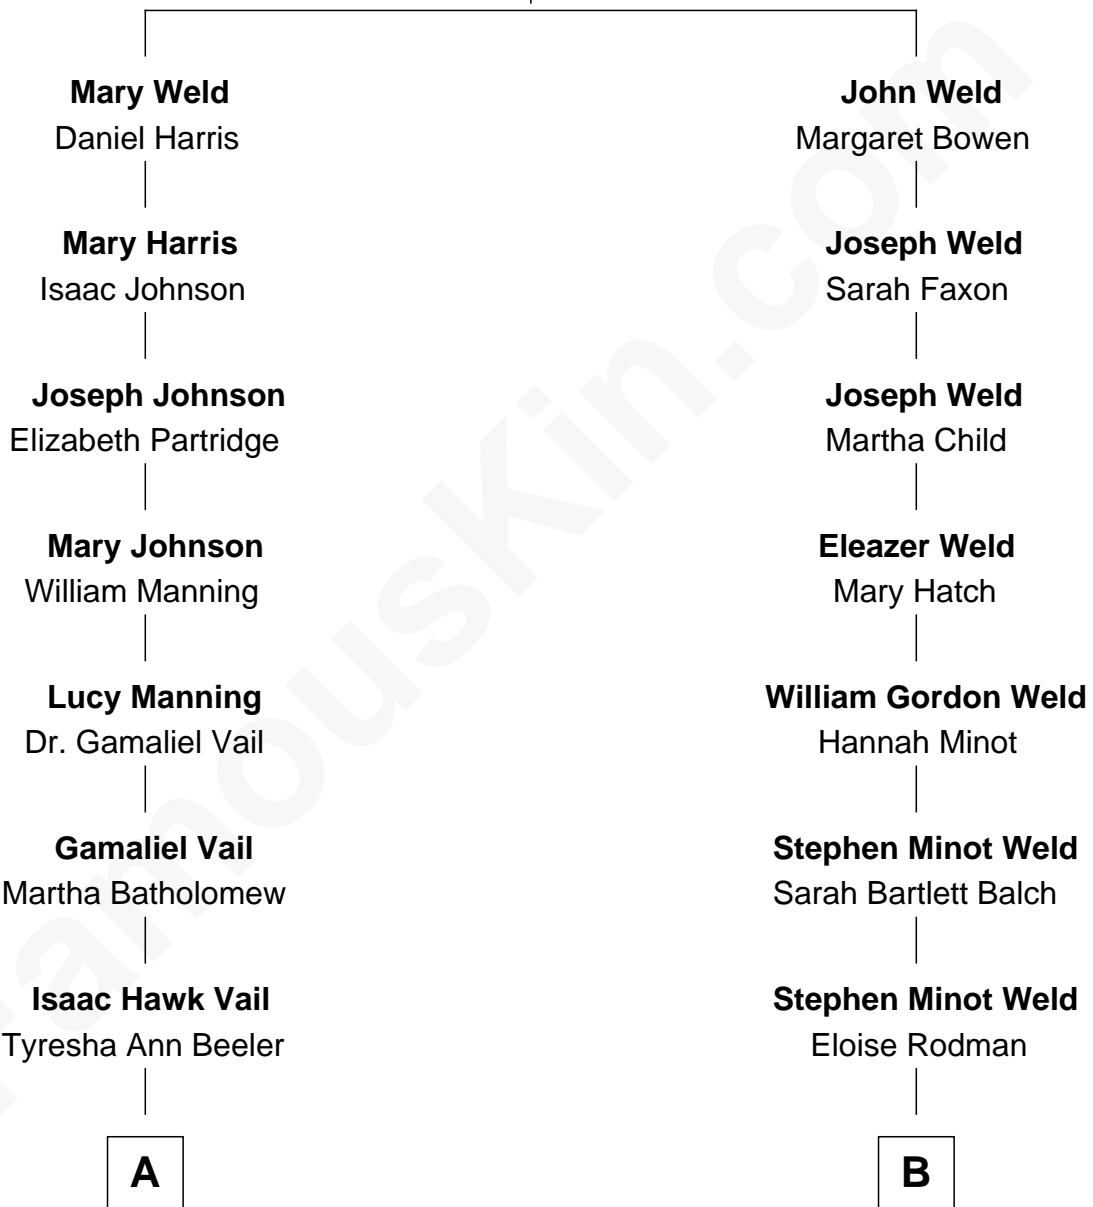 Mary Weld
Daniel Harris
Mary Harris
Isaac Johnson
Joseph Johnson
Elizabeth Partridge
Mary Johnson
William Manning
Lucy Manning
Dr. Gamaliel Vail
Gamaliel Vail
Martha Batholomew
Isaac Hawk Vail
Tyresha Ann Beeler
A
John Weld
Margaret Bowen
Joseph Weld
Sarah Faxon
Joseph Weld
Martha Child
Eleazer Weld
Mary Hatch
William Gordon Weld
Hannah Minot
Stephen Minot Weld
Sarah Bartlett Balch
Stephen Minot Weld
Eloise Rodman
B
FamousKin.com